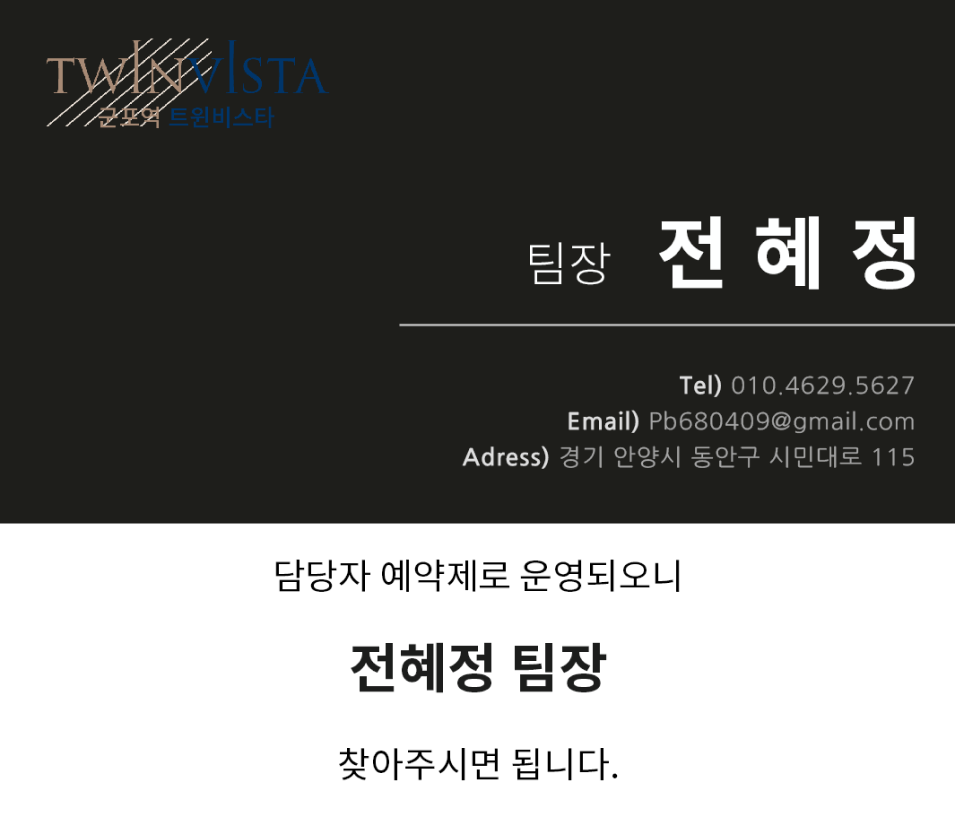 TWINVISTA
군포역 트윈비스타
팀장 전혜정
Tel) 010.4629.5627
Email) Pb680409@gmail.com
Adress) 경기 안양시 동안구 시민대로 115
담당자 예약제로 운영되오니
전혜정 팀장
찾아주시면 됩니다.